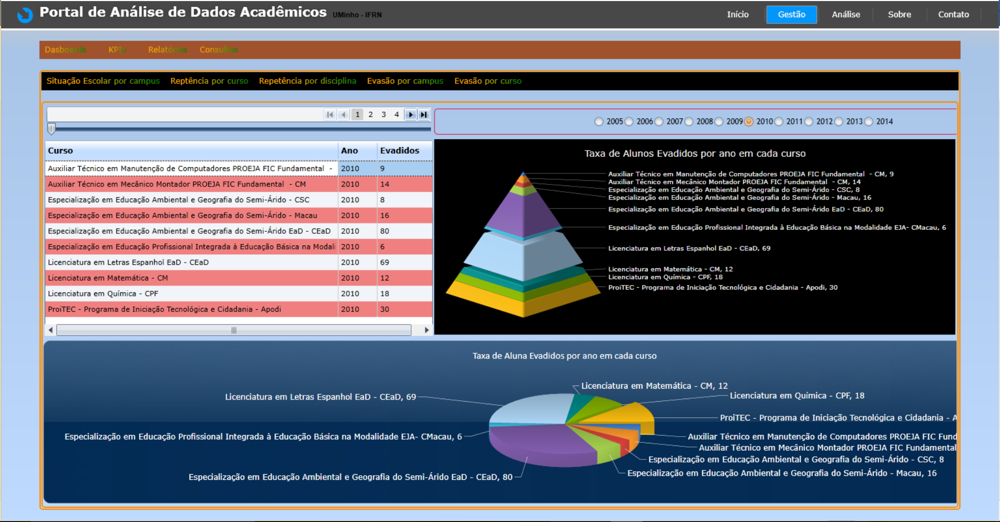 Portal de Análise de Dados Acadêmicos UMinho - IFRN
Início Gestão Análise Sobre Contato
Dasboards KPIs Relatórios Consultas
Situação Escolar por campus Reptência por curso Repetência por disciplina Evasão por campus Evasão por curso
1 2 3 4
2005 2006 2007 2008 2009 2010 2011 2012 2013 2014
Curso Ano Evadidos
Auxiliar Técnico em Manutenção de Computadores PROEJA FIC Fundamental - 2010 9
Auxiliar Técnico em Mecânico Montador PROEJA FIC Fundamental - CM 2010 14
Especialização em Educação Ambiental e Geografia do Semi-Árido - CSC 2010 8
Especialização em Educação Ambiental e Geografia do Semi-Árido - Macau 2010 16
Especialização em Educação Ambiental e Geografia do Semi-Árido EaD - CEaD 2010 80
Especialização em Educação Profissional Integrada à Educação Básica na Modali 2010 6
Licenciatura em Letras Espanhol EaD - CEaD 2010 69
Licenciatura em Matemática - CM 2010 12
Licenciatura em Química - CPF 2010 18
ProiTEC - Programa de Iniciação Tecnológica e Cidadania - Apodi 2010 30
Taxa de Alunos Evadidos por ano em cada curso
Auxiliar Técnico em Manutenção de Computadores PROEJA FIC Fundamental - CM, 9
Auxiliar Técnico em Mecânico Montador PROEJA FIC Fundamental - CM, 14
Especialização em Educação Ambiental e Geografia do Semi-Árido - CSC, 8
Especialização em Educação Ambiental e Geografia do Semi-Árido - Macau, 16
Especialização em Educação Ambiental e Geografia do Semi-Árido EaD - CEaD, 80
Especialização em Educação Profissional Integrada à Educação Básica na Modalidade EJA- CMacau, 6
Licenciatura em Letras Espanhol EaD - CEaD, 69
Licenciatura em Matemática - CM, 12
Licenciatura em Química - CPF, 18
ProiTEC - Programa de Iniciação Tecnológica e Cidadania - Apodi, 30
Taxa de Aluna Evadidos por ano em cada curso
Licenciatura em Matemática - CM, 12
Licenciatura em Química - CPF, 18
Licenciatura em Letras Espanhol EaD - CEaD, 69
ProiTEC - Programa de Iniciação Tecnológica e Cidadania - A
Especialização em Educação Profissional Integrada à Educação Básica na Modalidade EJA- CMacau, 6
Auxiliar Técnico em Manutenção de Computadores PROEJA FIC Fund
Auxiliar Técnico em Mecânico Montador PROEJA FIC Fundamental
Especialização em Educação Ambiental e Geografia do Semi-Árido - CSC, 8
Especialização em Educação Ambiental e Geografia do Semi-Árido - Macau, 16
Especialização em Educação Ambiental e Geografia do Semi-Árido EaD - CEaD, 80